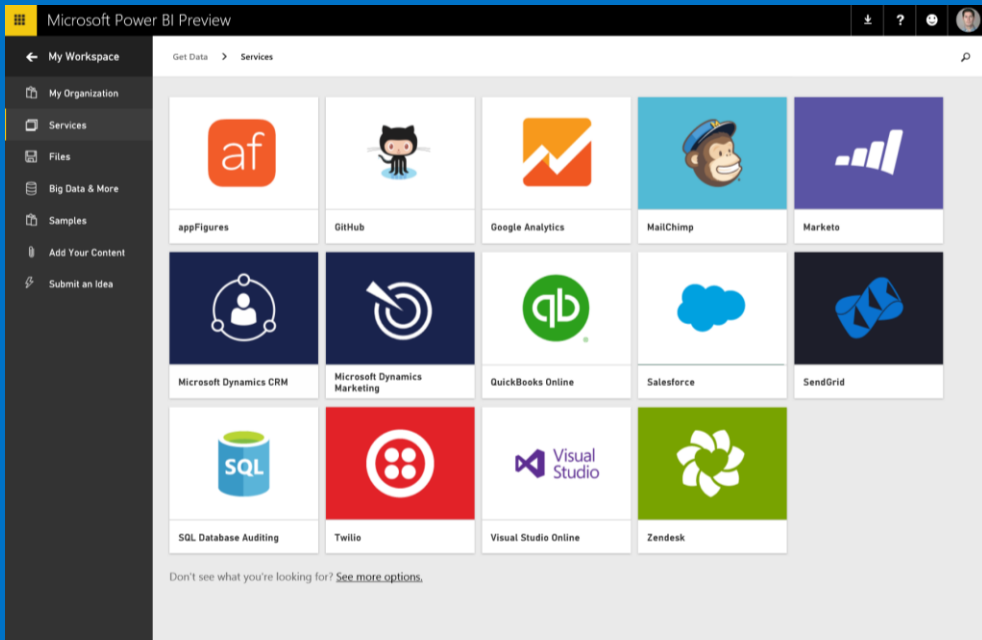 Microsoft Power BI Preview
?
My Workspace
Get Data > Services
My Organization
Services
Files
Big Data & More
Samples
Add Your Content
Submit an Idea
af
appFigures
GitHub
Google Analytics
MailChimp
Marketo
qb
Microsoft Dynamics CRM
Microsoft Dynamics
Marketing
QuickBooks Online
Salesforce
SendGrid
SQL
Visual
Studio
SQL Database Auditing
Twilio
Visual Studio Online
Zendesk
Don't see what you're looking for? See more options.